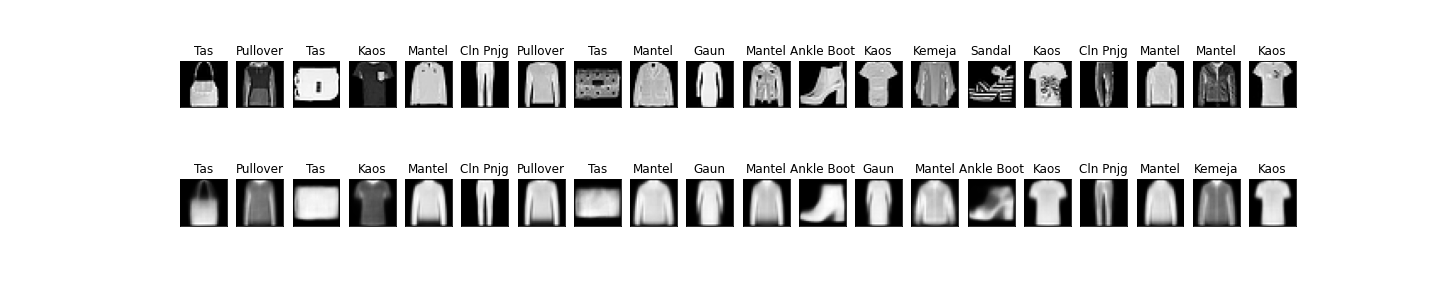 Tas Pullover Tas Kaos Mantel Cln Pnjg Pullover Tas Mantel Gaun Mantel Ankle Boot Kaos Kemeja Sandal Kaos Cln Pnjg Mantel Mantel Kaos
Tas Pullover Tas Kaos Mantel Cln Pnjg Pullover Tas Mantel Gaun Mantel Ankle Boot Gaun Mantel Ankle Boot Kaos Cln Pnjg Mantel Kemeja Kaos